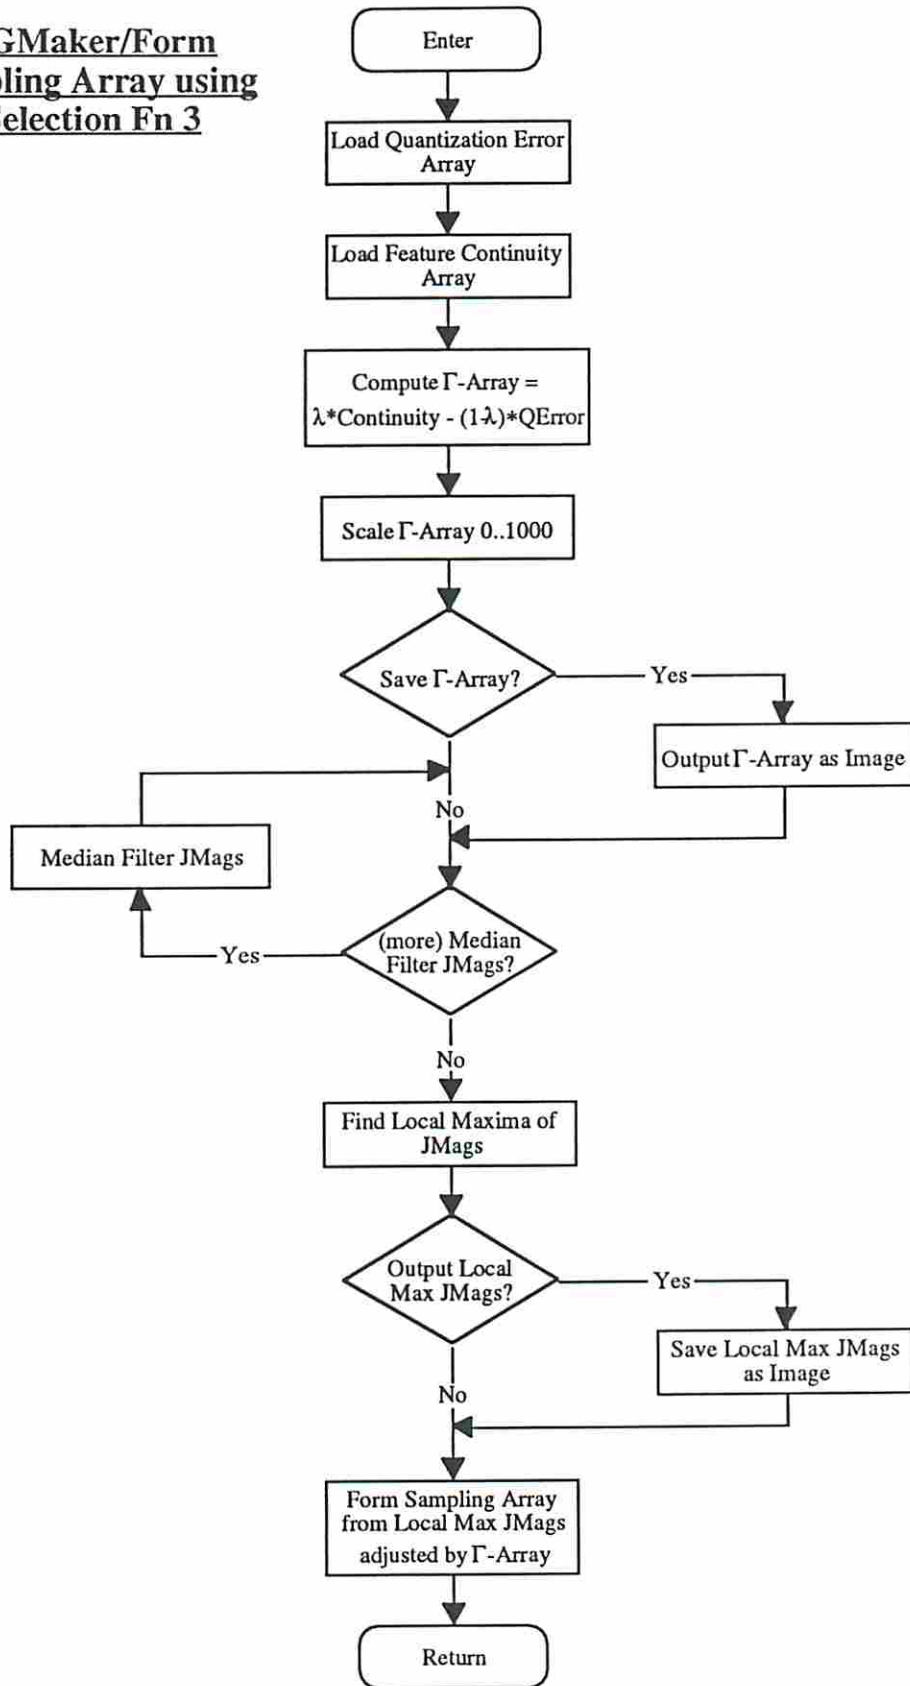 GMaker/Form
ling Array using
election Fn 3
Enter
Load Quantization Error
Array
Load Feature Continuity
Array
Compute Γ-Array =
λ*Continuity - (1-λ)*QError
Scale Γ-Array 0..1000
Save Γ-Array?
Yes
Output Γ-Array as Image
No
Median Filter JMags
(more) Median
Filter JMags?
Yes
No
Find Local Maxima of
JMags
Output Local
Max JMags?
Yes
Save Local Max JMags
as Image
No
Form Sampling Array
from Local Max JMags
adjusted by Γ-Array
Return